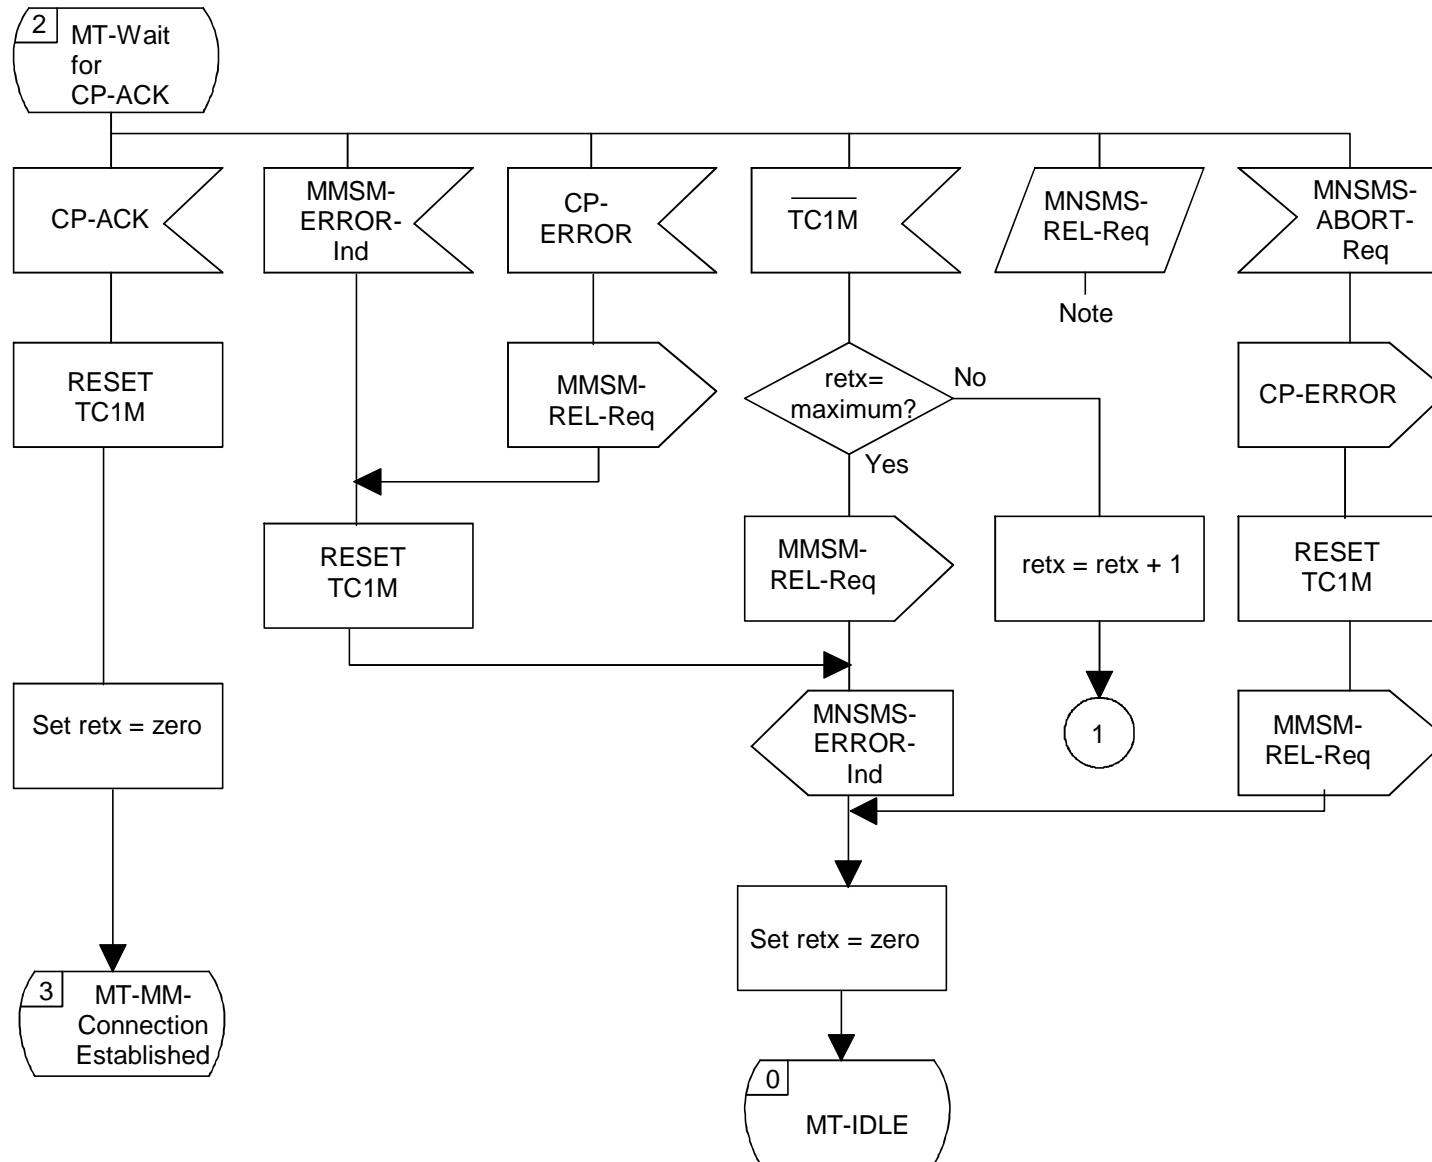 2
MT-Wait
for
CP-ACK
CP-ACK
MMSM-
ERROR-
Ind
CP-
ERROR
TC1M
MNSMS-
REL-Req
Note
MNSMS-
ABORT-
Req
RESET
TC1M
MMSM-
REL-Req
retx=
maximum?
No
Yes
CP-ERROR
RESET
TC1M
MMSM-
REL-Req
retx = retx + 1
RESET
TC1M
Set retx = zero
MNSMS-
ERROR-
Ind
1
MMSM-
REL-Req
Set retx = zero
3
MT-MM-
Connection
Established
0
MT-IDLE